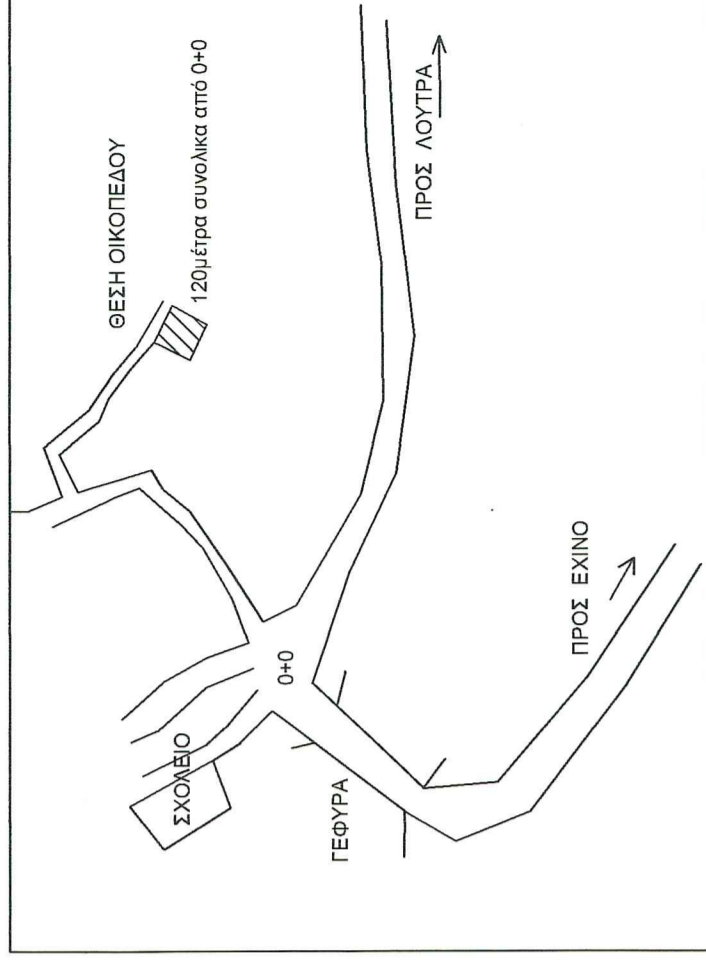 ΘΕΣΗ ΟΙΚΟΠΕΔΟΥ
120μέτρα συνολικα από 0+0
ΠΡΟΣ ΛΟΥΤΡΑ
0+0
ΣΧΟΛΕΙΟ
ΓΕΦΥΡΑ
ΠΡΟΣ ΕΧΙΝΟ